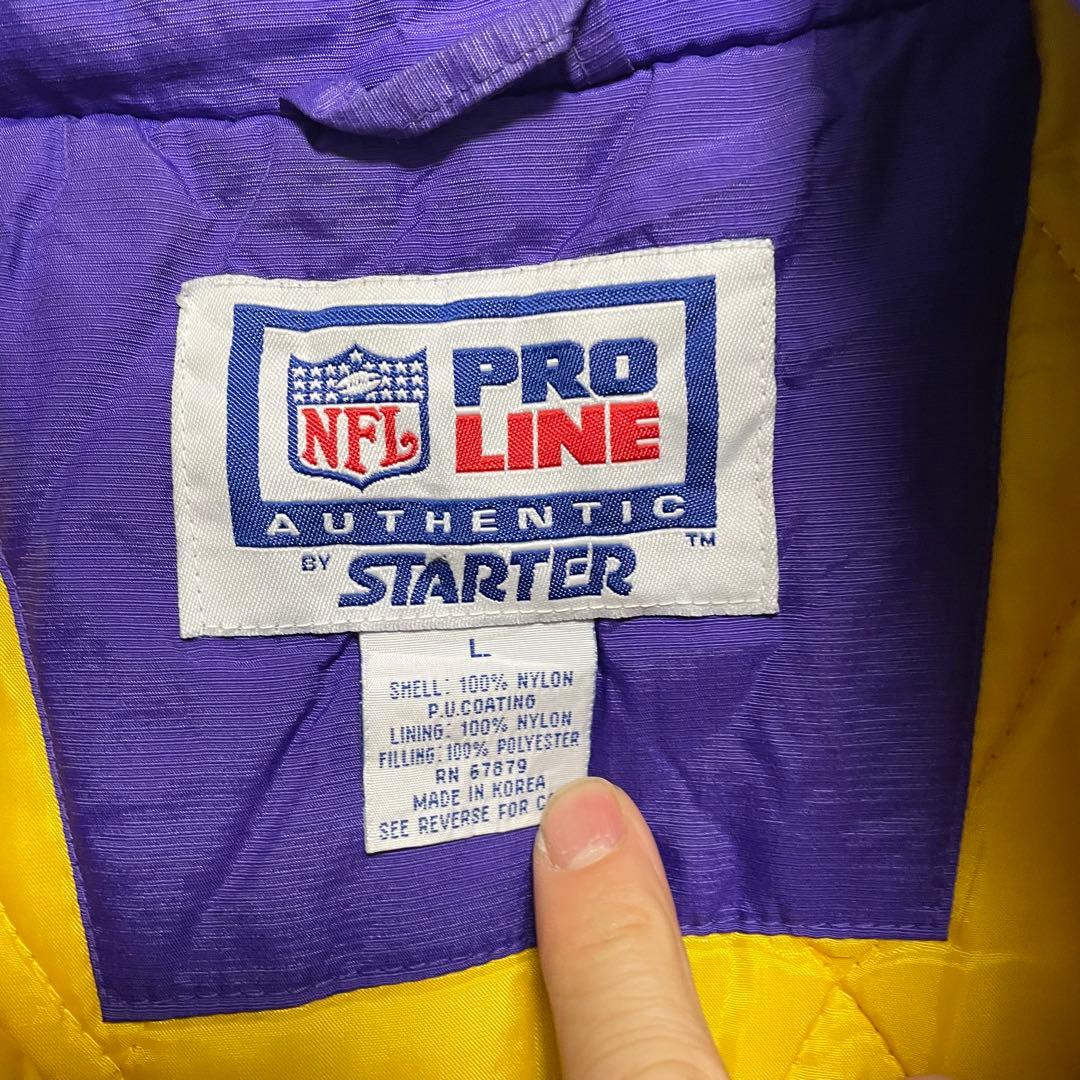 NFL
PRO
LINE
AUTHENTIC
BY STARTER TM
L
SHELL: 100% NYLON
P.U.COATING
LINING: 100% NYLON
FILLING: 100% POLYESTER
RN 67879
MADE IN KOREA
SEE REVERSE FOR